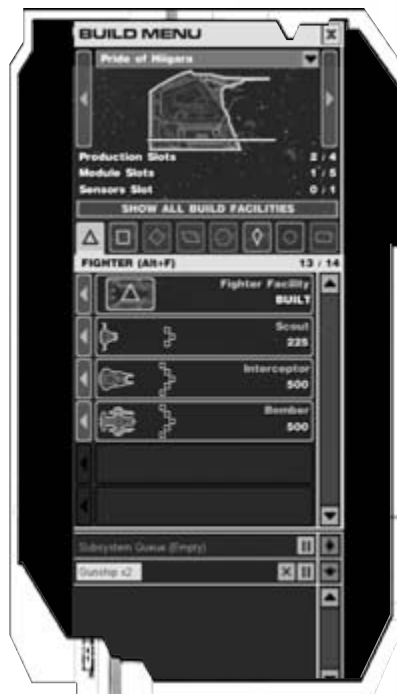 BUILD MENU X
Pride of Hiigara
Production Slots 2 / 4
Module Slots 1 / 5
Sensors Slot 0 / 1
SHOW ALL BUILD FACILITIES
FIGHTER (Alt+F) 13 / 14
Fighter Facility
BUILT
Scout
225
Interceptor
500
Bomber
500
Subsystem Queue (Empty)
Gunship x2 X